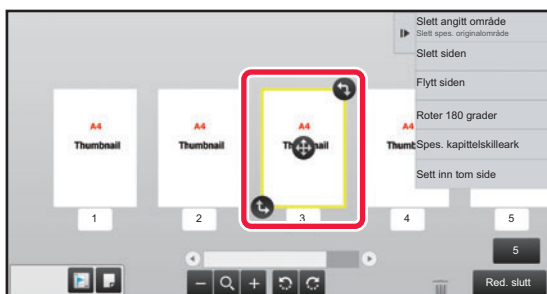 Slett angitt område
Slett spes. originalområde
Slett siden
Flytt siden
Roter 180 grader
Spes. kapittelskilleark
Sett inn tom side
A4
Thumbnail
A4
Thumbnail
A4
A4
1
2
3
4
5
5
Red. slutt